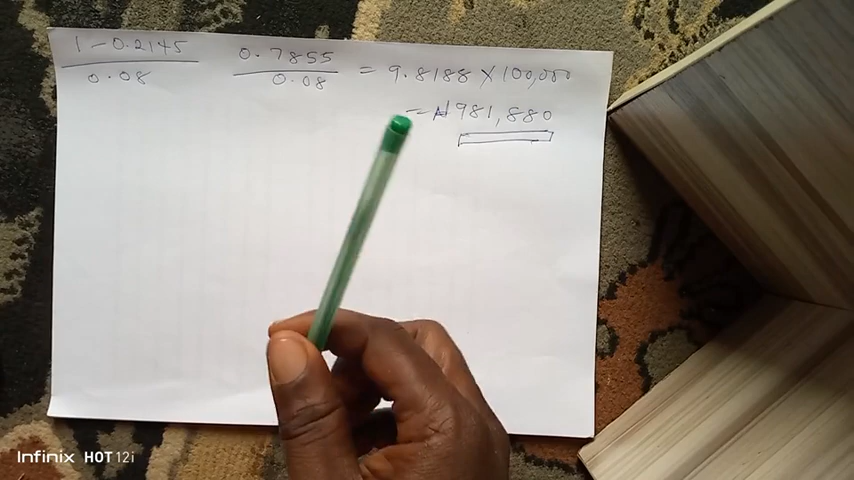 1 - 0.2145
0.08
0.7855
0.08
= 9.8188 × 100,000
= ₦981,880
Infinix HOT 12i